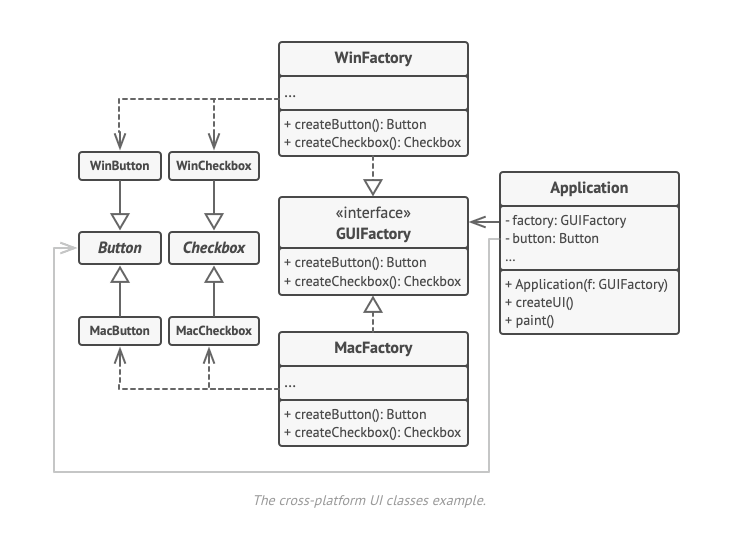 WinFactory
...
+ createButton(): Button
+ createCheckbox(): Checkbox
WinButton
WinCheckbox
Button
Checkbox
MacButton
MacCheckbox
«interface»
GUIFactory
+ createButton(): Button
+ createCheckbox(): Checkbox
Application
- factory: GUIFactory
- button: Button
...
+ Application(f: GUIFactory)
+ createUI()
+ paint()
MacFactory
...
+ createButton(): Button
+ createCheckbox(): Checkbox
The cross-platform UI classes example.